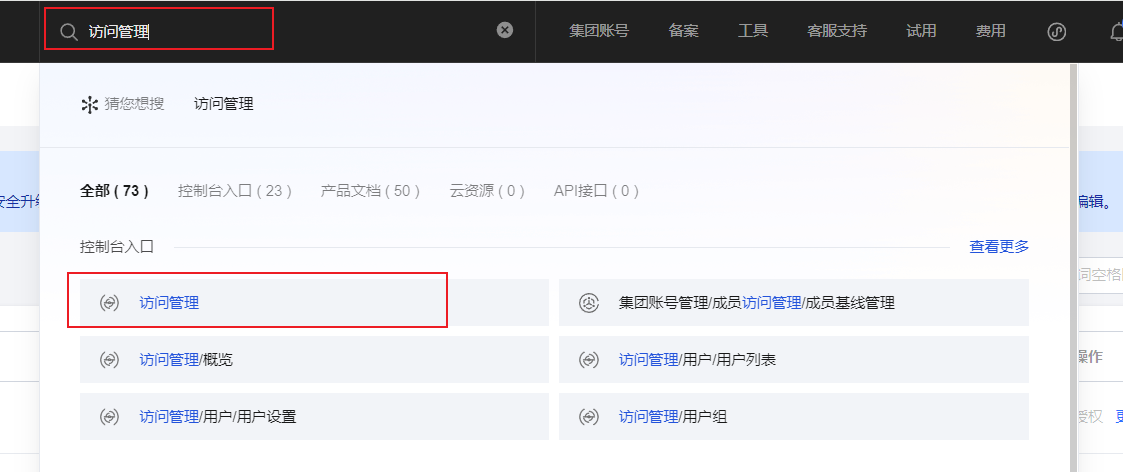 访问管理 集团账号 备案 工具 客服支持 试用 费用
猜您想搜 访问管理
全部 ( 73 ) 控制台入口 ( 23 ) 产品文档 ( 50 ) 云资源 ( 0 ) API接口 ( 0 )
安全升 编辑。
控制台入口 查看更多
词空格
访问管理 集团账号管理/成员访问管理/成员基线管理
访问管理/概览 访问管理/用户/用户列表 操作
访问管理/用户/用户设置 访问管理/用户组 授权